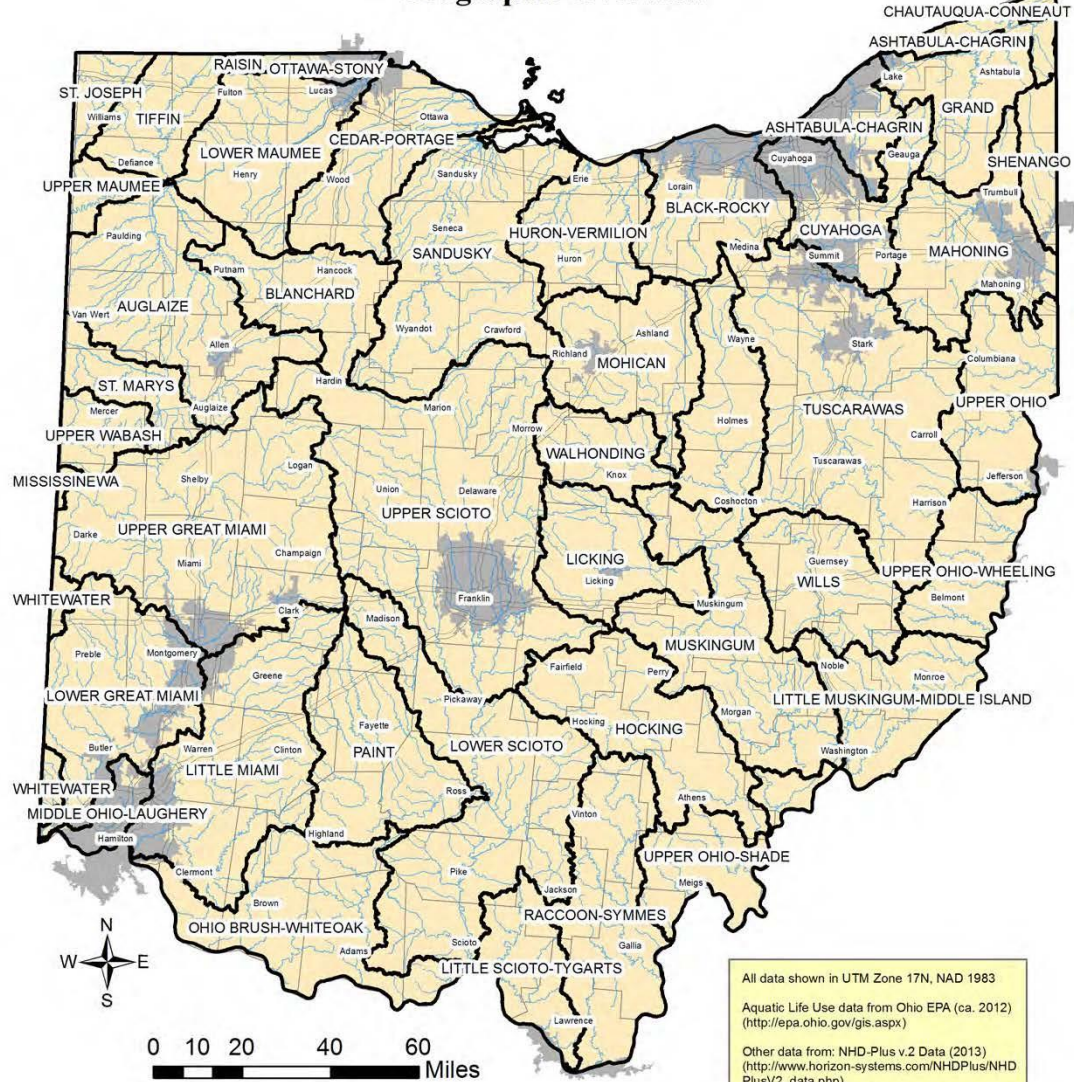 CHAUTAUQUA-CONNEAUT
ASHTABULA-CHAGRIN
RAISIN
OTTAWA-STONY
Lake
Ashtabula
ST. JOSEPH
Fulton
Lucas
Williams
TIFFIN
Ottawa
GRAND
ASHTABULA-CHAGRIN
CEDAR-PORTAGE
LOWER MAUMEE
Defiance
Henry
Wood
Sandusky
Erie
Cuyahoga
Geauga
SHENANGO
UPPER MAUMEE
Lorain
Trumbull
BLACK-ROCKY
Paulding
Seneca
HURON-VERMILION
CUYAHOGA
SANDUSKY
Huron
Medina
Summit
Portage
MAHONING
Putnam
Hancock
BLANCHARD
Mahoning
AUGLAIZE
Van Wert
Wyandot
Crawford
Ashland
Wayne
Stark
Allen
Richland
MOHICAN
Columbiana
ST. MARYS
Hardin
Mercer
Auglaize
Marion
TUSCARAWAS
UPPER OHIO
UPPER WABASH
Morrow
Holmes
Carroll
WALHONDING
Logan
Knox
Tuscarawas
Jefferson
MISSISSINEWA
Shelby
Union
Delaware
Coshocton
Harrison
UPPER SCIOTO
UPPER GREAT MIAMI
Darke
Champaign
LICKING
Guernsey
Miami
Licking
WILLS
UPPER OHIO-WHEELING
WHITEWATER
Clark
Franklin
Muskingum
Belmont
Madison
MUSKINGUM
Preble
Montgomery
Fairfield
Perry
Noble
Greene
Monroe
LOWER GREAT MIAMI
Pickaway
LITTLE MUSKINGUM-MIDDLE ISLAND
Morgan
Fayette
Hocking
HOCKING
Butler
Warren
Clinton
PAINT
LOWER SCIOTO
Washington
LITTLE MIAMI
WHITEWATER
Ross
Athens
MIDDLE OHIO-LAUGHERY
Vinton
Hamilton
Highland
UPPER OHIO-SHADE
Clermont
Pike
Meigs
Jackson
Brown
RACCOON-SYMMES
OHIO BRUSH-WHITEOAK
Adams
Scioto
Gallia
LITTLE SCIOTO-TYGARTS
Lawrence
N
W
E
S
0 10 20 40 60
Miles
All data shown in UTM Zone 17N, NAD 1983
Aquatic Life Use data from Ohio EPA (ca. 2012)
(http://epa.ohio.gov/gis.aspx)
Other data from: NHD-Plus v.2 Data (2013)
(http://www.horizon-systems.com/NHDPlus/NHD
PlusV2_data.php)